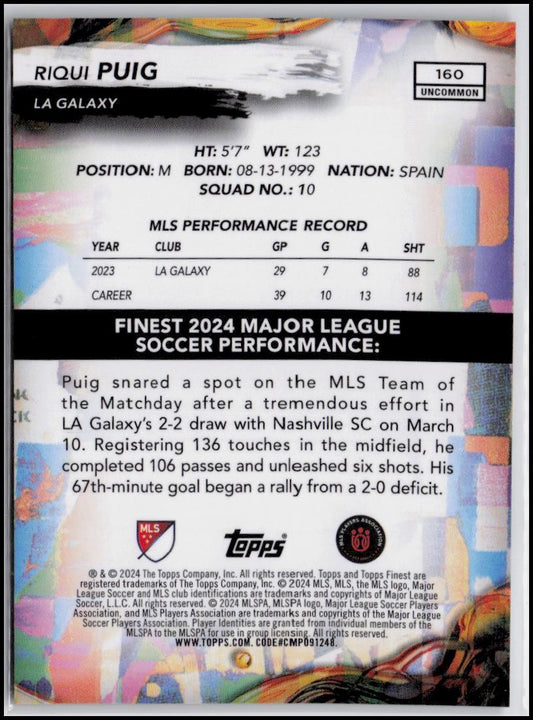 RIQUI PUIG
LA GALAXY
160
UNCOMMON
HT: 5'7" WT: 123
POSITION: M BORN: 08-13-1999 NATION: SPAIN
SQUAD NO.: 10
MLS PERFORMANCE RECORD
YEAR CLUB GP G A SHT
2023 LA GALAXY 29 7 8 88
CAREER 39 10 13 114
FINEST 2024 MAJOR LEAGUE
SOCCER PERFORMANCE:
Puig snared a spot on the MLS Team of
the Matchday after a tremendous effort in
LA Galaxy's 2-2 draw with Nashville SC on March
10. Registering 136 touches in the midfield, he
completed 106 passes and unleashed six shots. His
67th-minute goal began a rally from a 2-0 deficit.
MLS
Topps
MLS PLAYERS ASSOCIATION
® & © 2024 The Topps Company, Inc. All rights reserved. Topps and Topps Finest are
registered trademarks of The Topps Company, Inc. © 2024 MLS, MLS, the MLS logo, Major
League Soccer and MLS club identifications are trademarks and copyrights of Major League
Soccer, L.L.C. All rights reserved. © 2024 MLSPA, MLSPA logo, Major League Soccer Players
Association, and MLS Players Association are trademarks and copyrights of the Major League
Soccer Players Association. Player Identities are granted from individual members of the
MLSPA to the MLSPA for use in group licensing. All rights reserved.
WWW.TOPPS.COM. CODE#CMP091248.